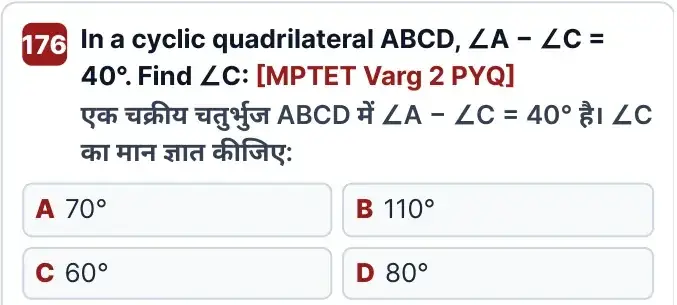 176 In a cyclic quadrilateral ABCD, ∠A − ∠C =
40°. Find ∠C: [MPTET Varg 2 PYQ]
एक चक्रीय चतुर्भुज ABCD में ∠A − ∠C = 40° है। ∠C
का मान ज्ञात कीजिए:
A 70° B 110°
C 60° D 80°